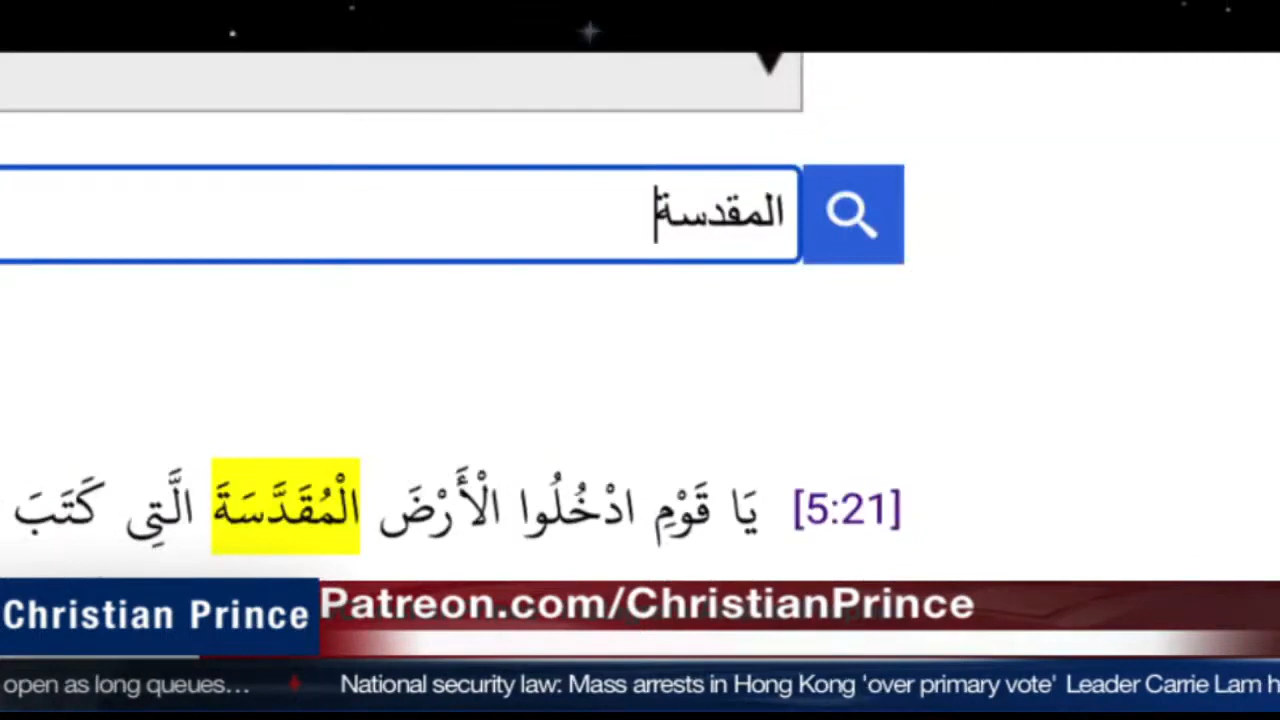 المقدسة
[5:21] يَا قَوْمِ ادْخُلُوا الْأَرْضَ الْمُقَدَّسَةَ الَّتِي كَتَبَ
Christian Prince
Patreon.com/ChristianPrince
open as long queues... ♦ National security law: Mass arrests in Hong Kong 'over primary vote' Leader Carrie Lam h